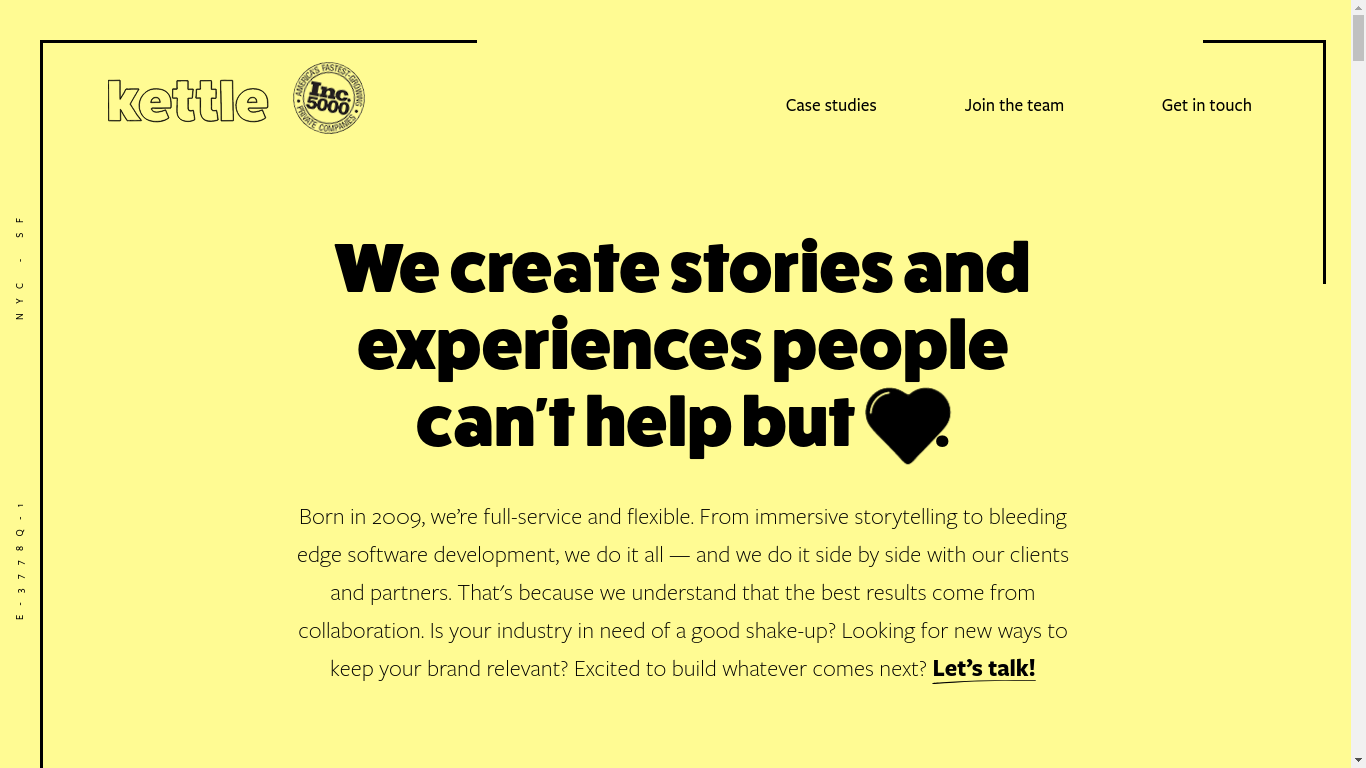 kettle
AMERICA'S FASTEST-GROWING
Inc.
5000
PRIVATE COMPANIES
Case studies
Join the team
Get in touch
NYC - SF
We create stories and
experiences people
can't help but 🖤.
Born in 2009, we’re full-service and flexible. From immersive storytelling to bleeding
edge software development, we do it all — and we do it side by side with our clients
and partners. That's because we understand that the best results come from
collaboration. Is your industry in need of a good shake-up? Looking for new ways to
keep your brand relevant? Excited to build whatever comes next? Let’s talk!
E-3778Q-1